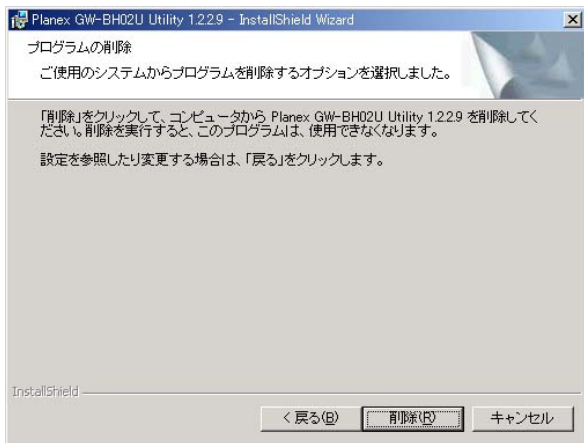 Planex GW-BH02U Utility 1.2.2.9 - InstallShield Wizard
プログラムの削除
ご使用のシステムからプログラムを削除するオプションを選択しました。
「削除」をクリックして、コンピュータから Planex GW-BH02U Utility 1.2.2.9 を削除してく
ださい。削除を実行すると、このプログラムは、使用できなくなります。
設定を参照したり変更する場合は、「戻る」をクリックします。
InstallShield
< 戻る(B) 削除(R) キャンセル